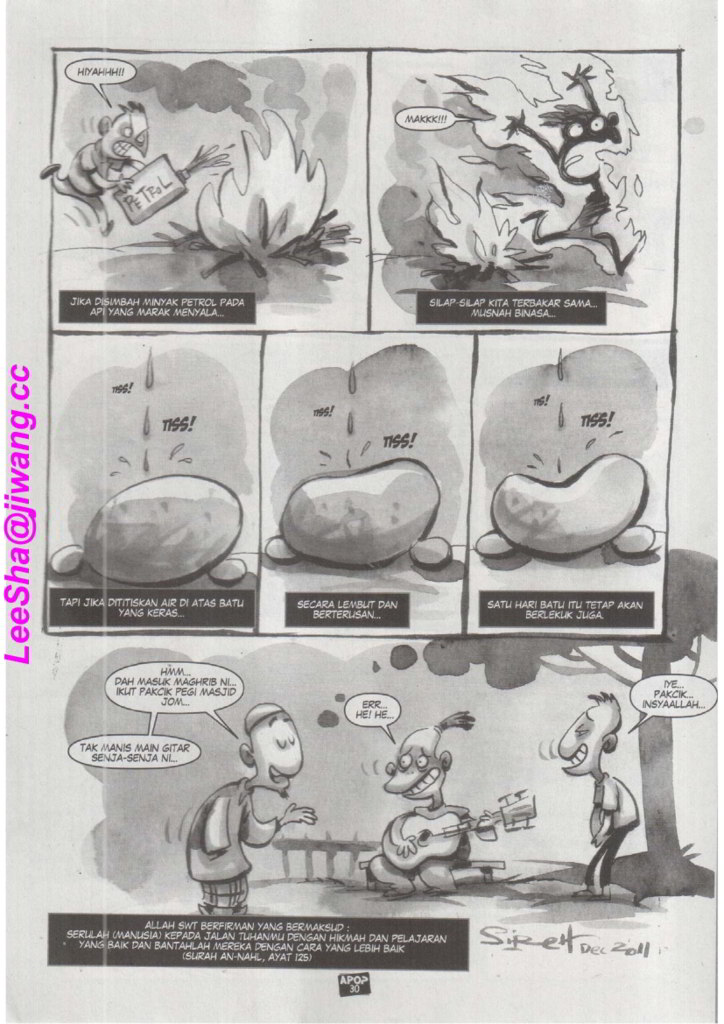 HIYAHHH!!
PETROL
JIKA DISIMBAH MINYAK PETROL PADA
API YANG MARAK MENYALA...
MAKKK!!!
SILAP-SILAP KITA TERBAKAR SAMA...
MUSNAH BINASA...
TISS!
TISS!
TAPI JIKA DITITISKAN AIR DI ATAS BATU
YANG KERAS...
TISS!
TISS!
SECARA LEMBUT DAN
BERTERUSAN...
TIS!
TISS!
SATU HARI BATU ITU TETAP AKAN
BERLEKUK JUGA.
HMM...
DAH MASUK MAGHRIB NI...
IKUT PAKCIK PEGI MASJID
JOM...
TAK MANIS MAIN GITAR
SENJA-SENJA NI...
ERR...
HE! HE...
IYE...
PAKCIK...
INSYAALLAH...
ALLAH SWT BERFIRMAN YANG BERMAKSUD :
SERULAH (MANUSIA) KEPADA JALAN TUHANMU DENGAN HIKMAH DAN PELAJARAN
YANG BAIK DAN BANTAHLAH MEREKA DENGAN CARA YANG LEBIH BAIK
(SURAH AN-NAHL, AYAT 125)
SIREH DEC 2011
APOP
30
LeeSha@jiwang.cc